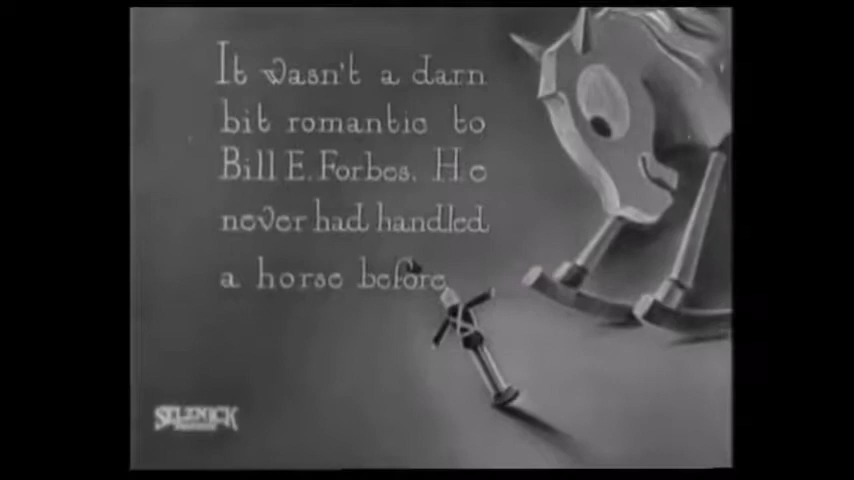 It wasn't a darn
bit romantic to
Bill E. Forbes. He
never had handled
a horse before
SELZNICK